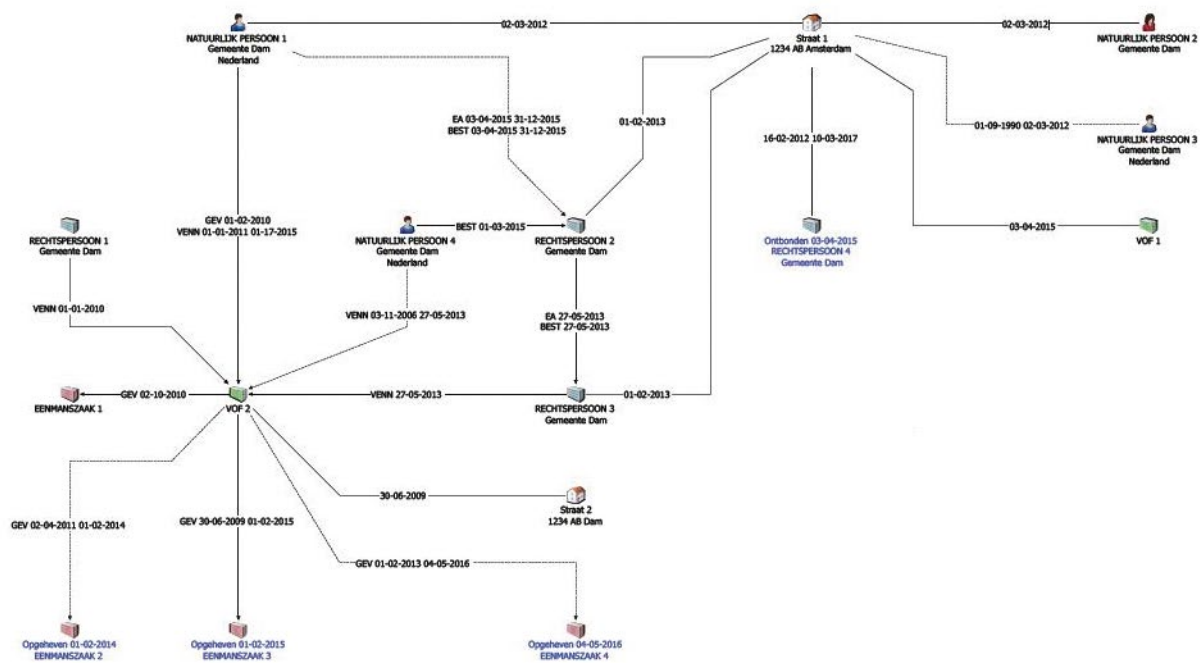 02-03-2012
02-03-2012
NATUURLIJK PERSOON 1
Gemeente Dam
Nederland
Straat 1
1234 AB Amsterdam
NATUURLIJK PERSOON 2
Gemeente Dam
EA 03-04-2015 31-12-2015
BEST 03-04-2015 31-12-2015
01-02-2013
01-09-1990 02-03-2012
16-02-2012 10-03-2017
NATUURLIJK PERSOON 3
Gemeente Dam
Nederland
GEV 01-02-2010
VENN 01-01-2011 01-17-2015
RECHTSPERSOON 1
Gemeente Dam
NATUURLIJK PERSOON 4
Gemeente Dam
Nederland
BEST 01-03-2015
RECHTSPERSOON 2
Gemeente Dam
Ontbonden 03-04-2015
RECHTSPERSOON 4
Gemeente Dam
03-04-2015
VOF 1
VENN 01-01-2010
VENN 03-11-2006 27-05-2013
EA 27-05-2013
BEST 27-05-2013
EENMANSZAAK 1
GEV 02-10-2010
VOF 2
VENN 27-05-2013
RECHTSPERSOON 3
Gemeente Dam
01-02-2013
30-06-2009
Straat 2
1234 AB Dam
GEV 02-04-2011 01-02-2014
GEV 30-06-2009 01-02-2015
GEV 01-02-2013 04-05-2016
Opgeheven 01-02-2014
EENMANSZAAK 2
Opgeheven 01-02-2015
EENMANSZAAK 3
Opgeheven 04-05-2016
EENMANSZAAK 4